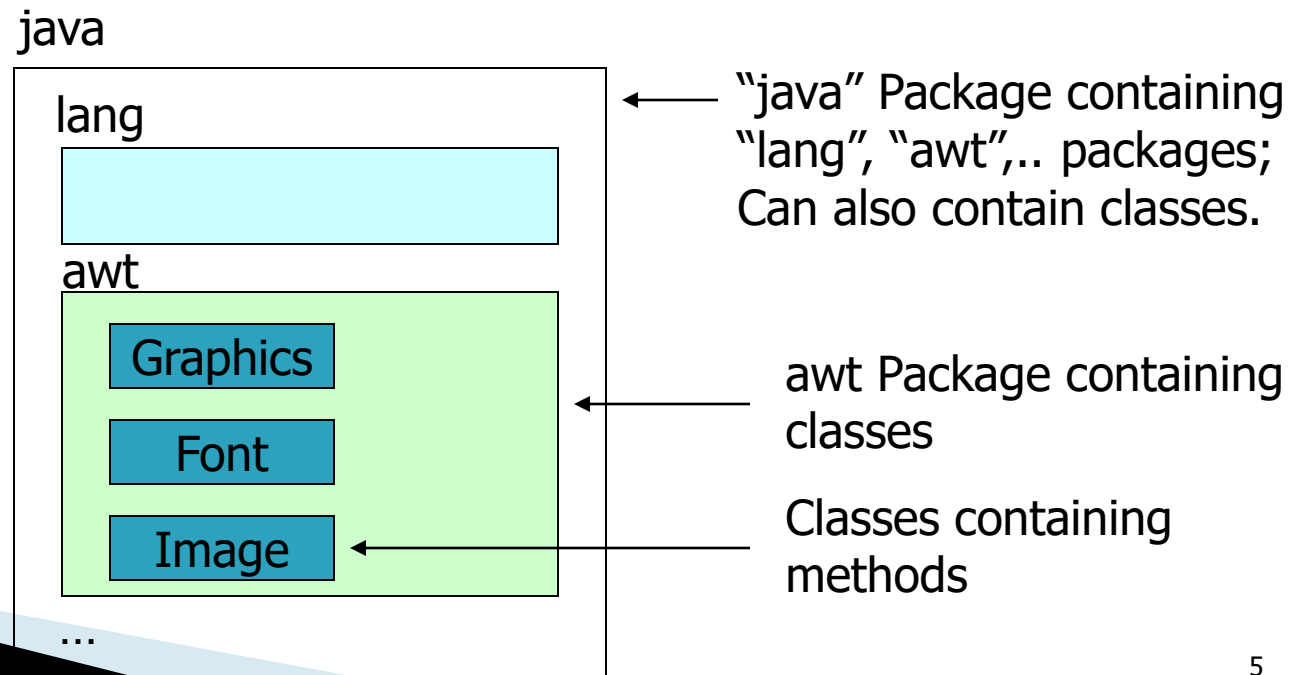 java
lang
awt
Graphics
Font
Image
...
“java” Package containing
“lang”, “awt”,.. packages;
Can also contain classes.
awt Package containing
classes
Classes containing
methods
5